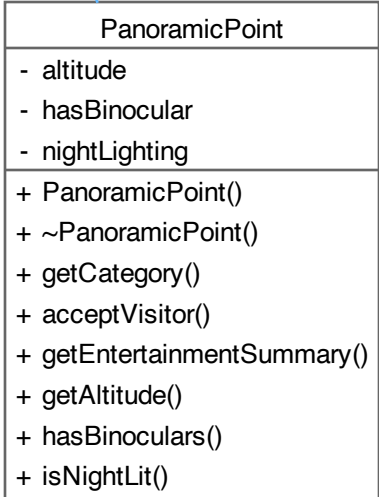 PanoramicPoint
- altitude
- hasBinocular
- nightLighting
+ PanoramicPoint()
+ ~PanoramicPoint()
+ getCategory()
+ acceptVisitor()
+ getEntertainmentSummary()
+ getAltitude()
+ hasBinoculars()
+ isNightLit()